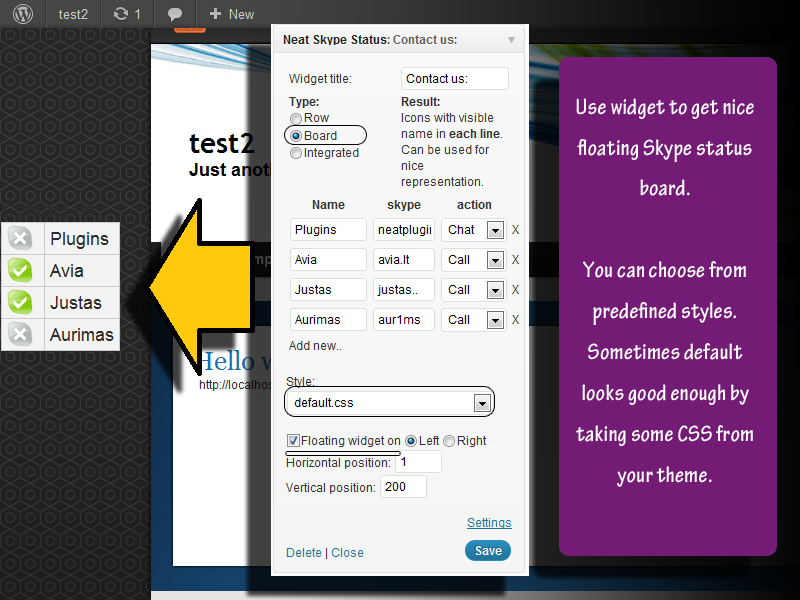 test2
1
New
Neat Skype Status: Contact us:
Widget title: Contact us:
Type:
Row
Board
Integrated
Result:
Icons with visible
name in each line.
Can be used for
nice
representation.
Name skype action
Plugins neatplugin Chat X
Avia avia.lt Call X
Justas justas.. Call X
Aurimas aur1ms Call X
Add new..
Style:
default.css
Floating widget on Left Right
Horizontal position: 1
Vertical position: 200
Settings
Delete | Close
Save
test2
Just anot
mp
Hello w
http://localhos
Plugins
Avia
Justas
Aurimas
Use widget to get nice
floating Skype status
board.
You can choose from
predefined styles.
Sometimes default
looks good enough by
taking some CSS from
your theme.